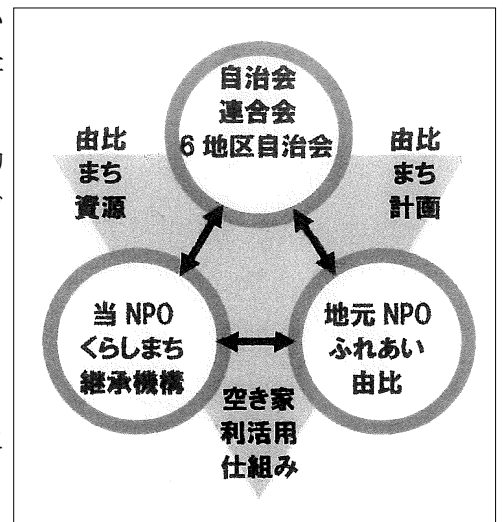 自治会
連合会
6 地区自治会
由比
まち
資源
由比
まち
計画
当 NPO
くらしまち
継承機構
地元 NPO
ふれあい
由比
空き家
利活用
仕組み